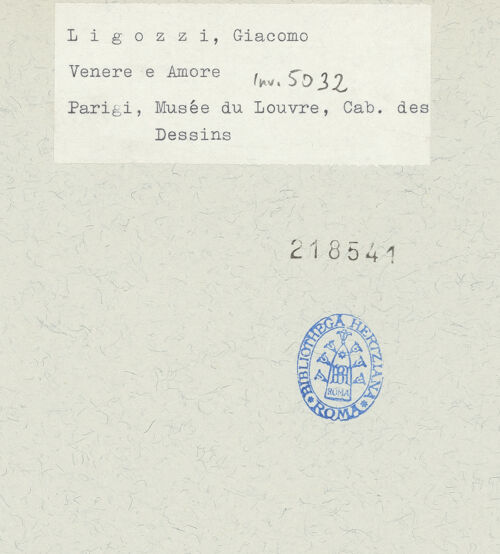 L i g o z z i, Giacomo
Venere e Amore Inv. 5032
Parigi, Musée du Louvre, Cab. des
Dessins
218541
BIBLIOTHECA HERTZIANA
ROMA
* ROMA *